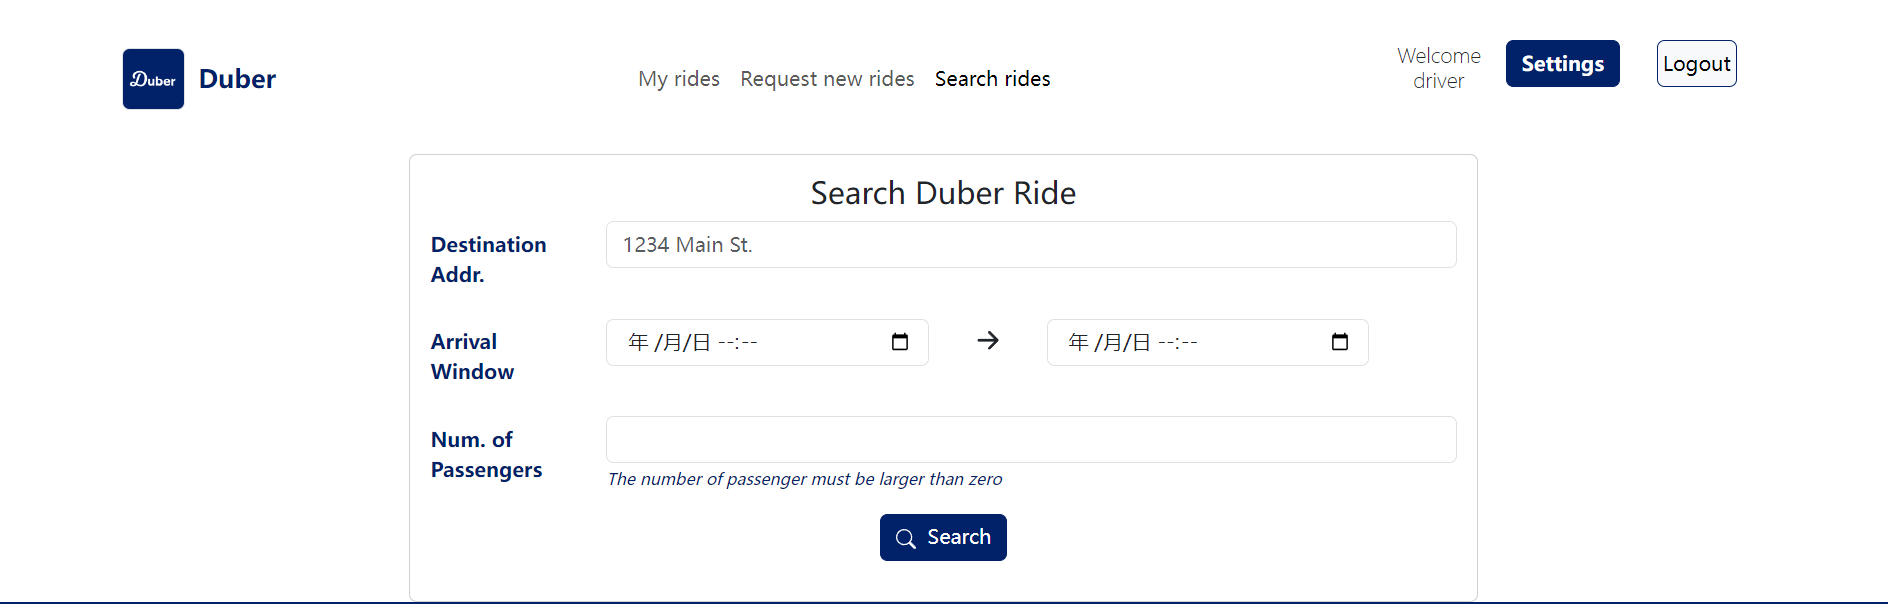 Duber
Duber
My rides
Request new rides
Search rides
Welcome
driver
Settings
Logout
Search Duber Ride
Destination
Addr.
1234 Main St.
Arrival
Window
年 /月/日 --:--
年 /月/日 --:--
Num. of
Passengers
The number of passenger must be larger than zero
Search